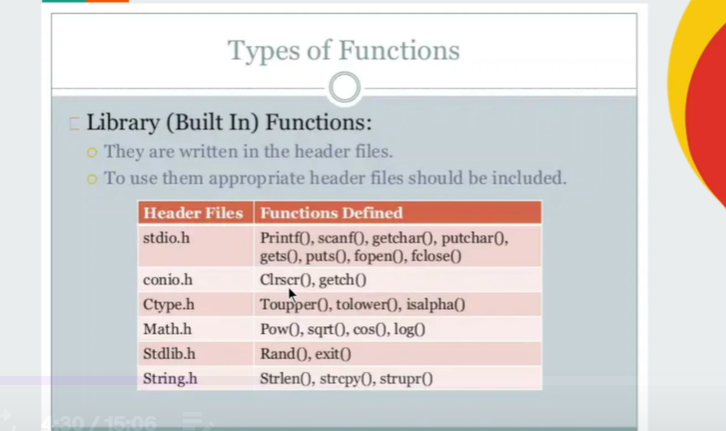 Types of Functions
Library (Built In) Functions:
They are written in the header files.
To use them appropriate header files should be included.
Header Files Functions Defined
stdio.h Printf(), scanf(), getchar(), putchar(),
gets(), puts(), fopen(), fclose()
conio.h Clrscr(), getch()
Ctype.h Toupper(), tolower(), isalpha()
Math.h Pow(), sqrt(), cos(), log()
Stdlib.h Rand(), exit()
String.h Strlen(), strcpy(), strupr()
4:30 / 15:06